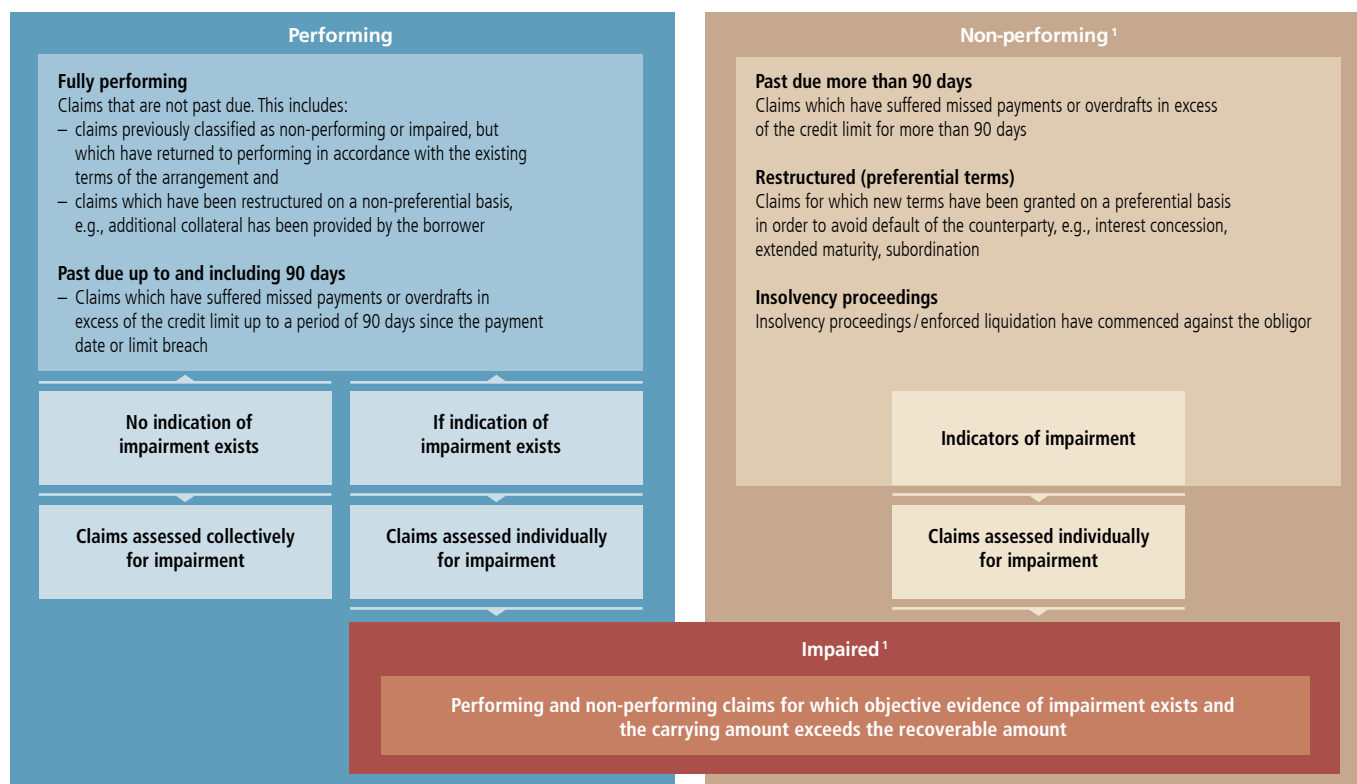 Performing
Fully performing
Claims that are not past due. This includes:
– claims previously classified as non-performing or impaired, but
which have returned to performing in accordance with the existing
terms of the arrangement and
– claims which have been restructured on a non-preferential basis,
e.g., additional collateral has been provided by the borrower
Past due up to and including 90 days
– Claims which have suffered missed payments or overdrafts in
excess of the credit limit up to a period of 90 days since the payment
date or limit breach
No indication of
impairment exists
If indication of
impairment exists
Claims assessed collectively
for impairment
Claims assessed individually
for impairment
Non-performing ¹
Past due more than 90 days
Claims which have suffered missed payments or overdrafts in excess
of the credit limit for more than 90 days
Restructured (preferential terms)
Claims for which new terms have been granted on a preferential basis
in order to avoid default of the counterparty, e.g., interest concession,
extended maturity, subordination
Insolvency proceedings
Insolvency proceedings / enforced liquidation have commenced against the obligor
Indicators of impairment
Claims assessed individually
for impairment
Impaired ¹
Performing and non-performing claims for which objective evidence of impairment exists and
the carrying amount exceeds the recoverable amount